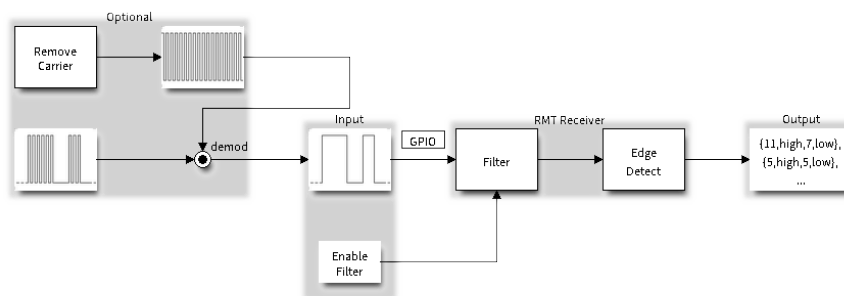 Optional
Remove
Carrier
demod
Input
GPIO
Enable
Filter
RMT Receiver
Filter
Edge
Detect
Output
{11,high,7,low},
{5,high,5,low},
...